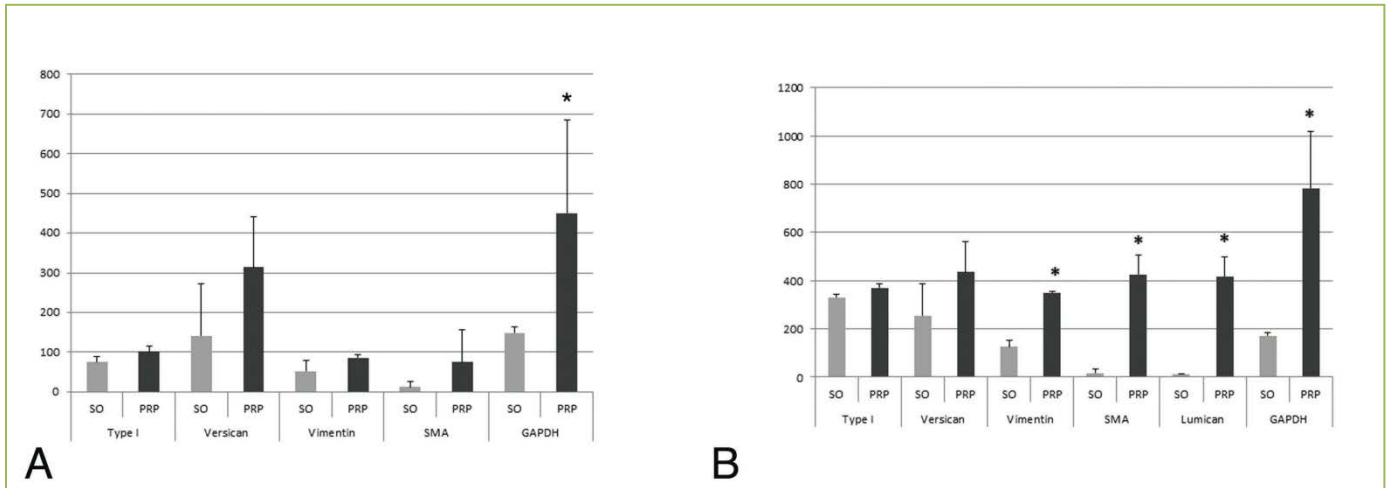 800
700
600
500
400
300
200
100
0
*
SO PRP SO PRP SO PRP SO PRP SO PRP
Type I Versican Vimentin SMA GAPDH
A
1200
1000
800
600
400
200
0
* * * *
SO PRP SO PRP SO PRP SO PRP SO PRP SO PRP
Type I Versican Vimentin SMA Lumican GAPDH
B